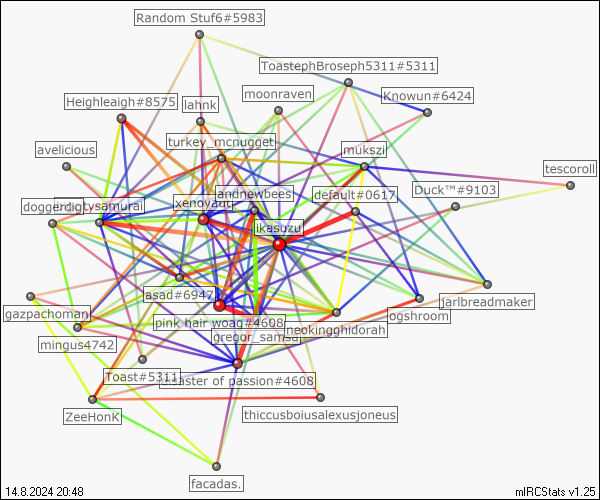 Random Stuf6#5983
ToastephBroseph5311#5311
moonraven
Knowun#6424
Heighleaigh#8575
lahnk
turkey_mcnugget
mukszi
avelicious
tescoroll
Duck™#9103
default#0617
andnewbees
xenoyant
doggerel
ikasuzu
asad#6947
jarlbreadmaker
gazpachoman
ogshroom
pink hair woag#4608
neokingghidorah
gregor_samsa
mingus4742
Toast#5311
master of passion#4608
ZeeHonK
thiccusboiusalexusjoneus
facadas.
14.8.2024 20:48
mIRCStats v1.25